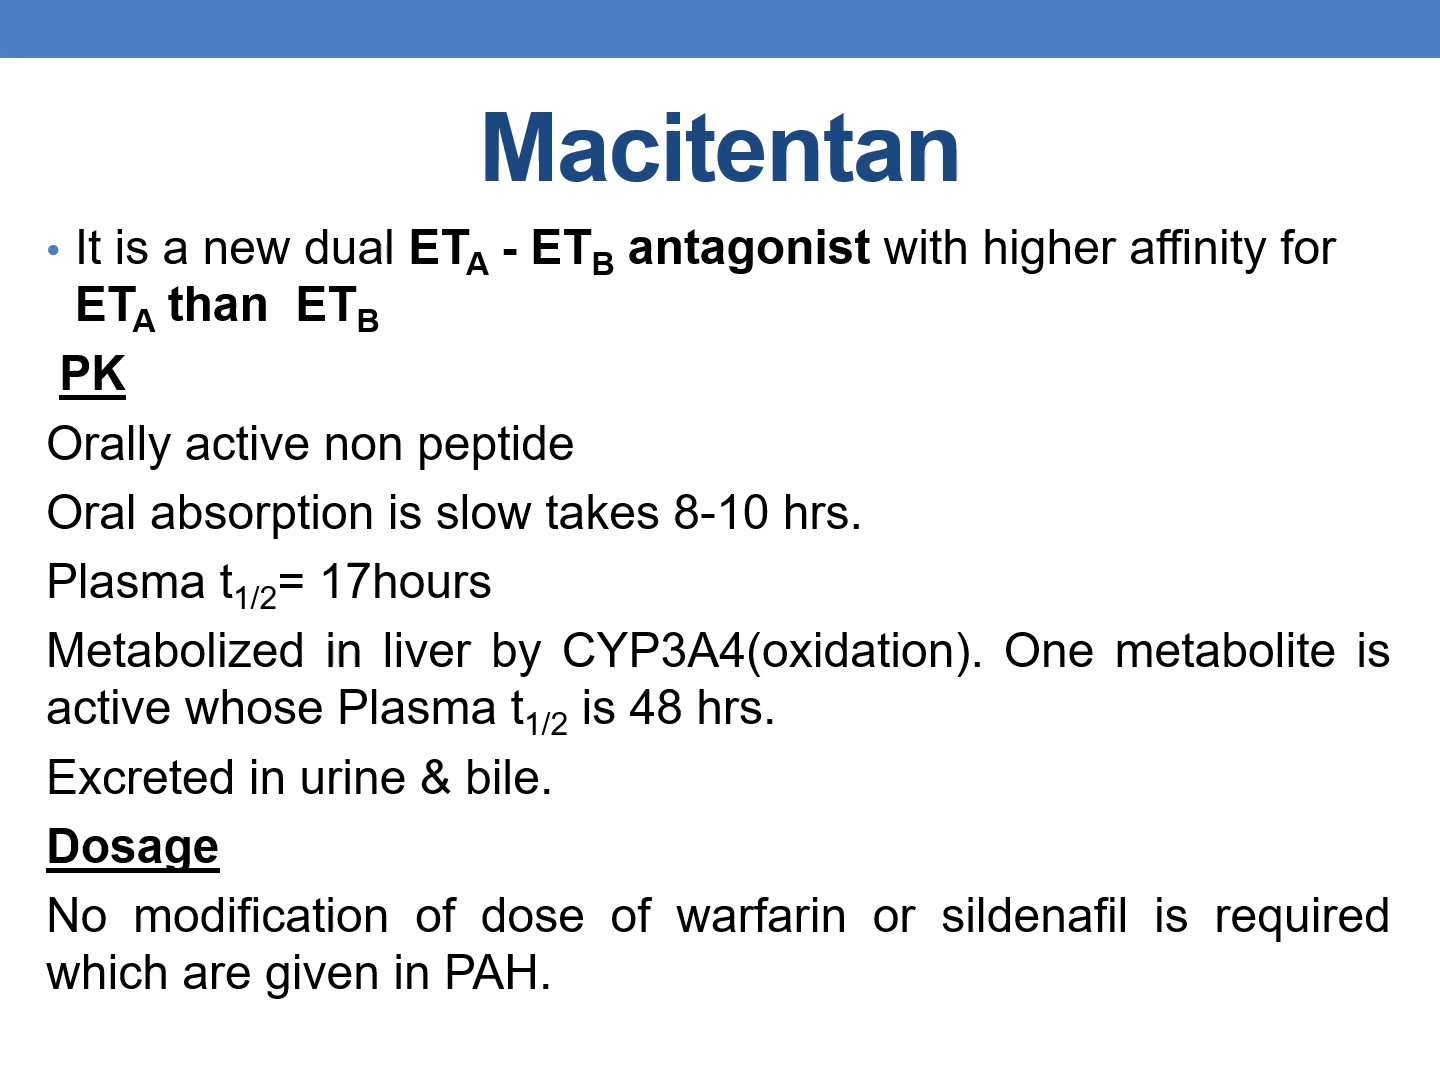 Macitentan
• It is a new dual ETA - ETB antagonist with higher affinity for
ETA than ETB
PK
Orally active non peptide
Oral absorption is slow takes 8-10 hrs.
Plasma t1/2= 17hours
Metabolized in liver by CYP3A4(oxidation). One metabolite is
active whose Plasma t1/2 is 48 hrs.
Excreted in urine & bile.
Dosage
No modification of dose of warfarin or sildenafil is required
which are given in PAH.